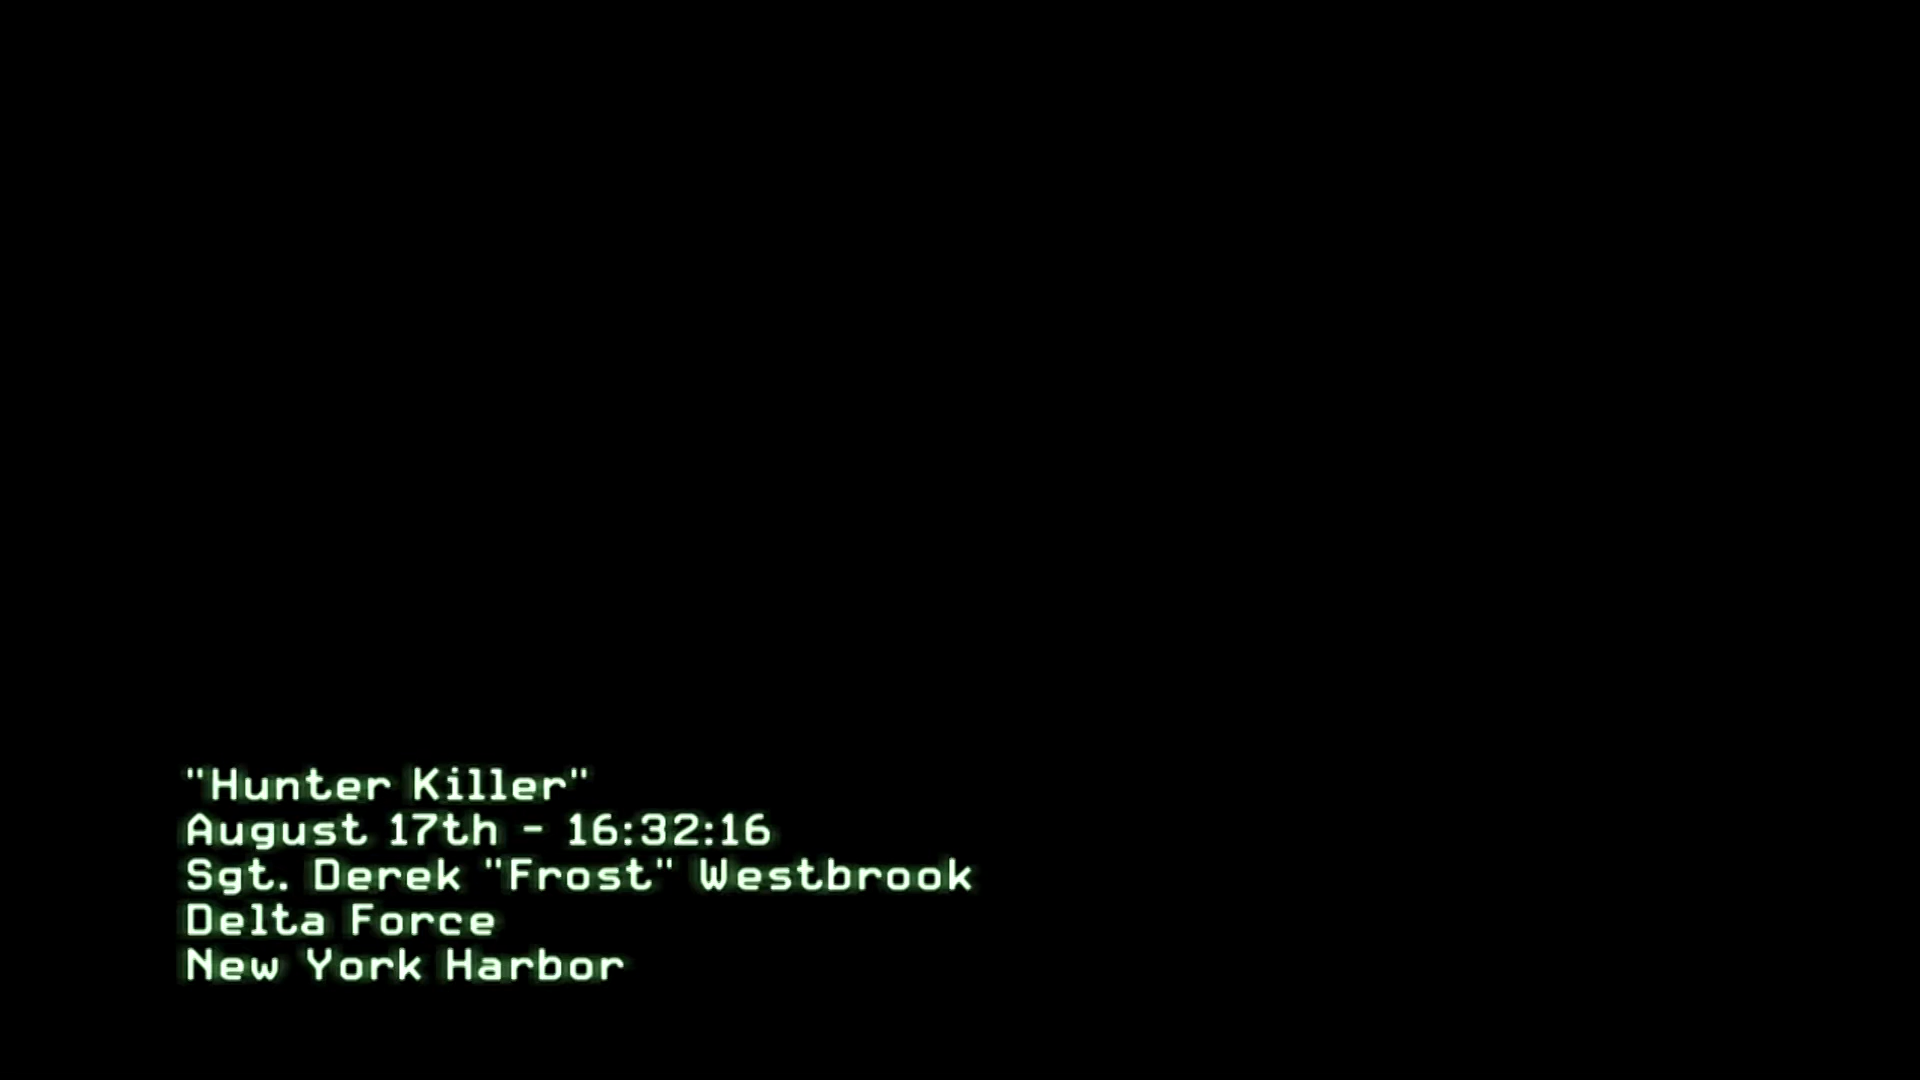 "Hunter Killer"
August 17th - 16:32:16
Sgt. Derek "Frost" Westbrook
Delta Force
New York Harbor